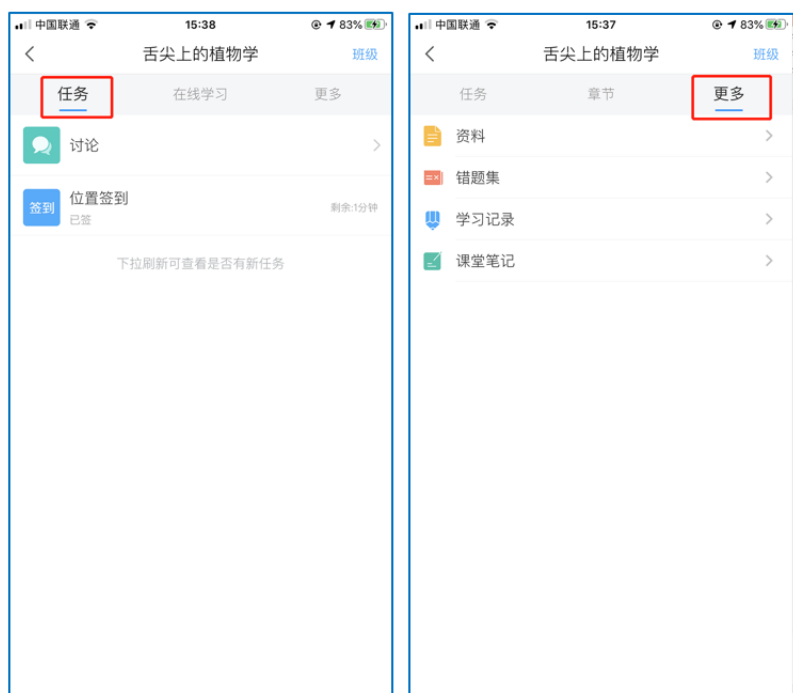 中国联通 15:38 83%
舌尖上的植物学 班级
任务 在线学习 更多
讨论
签到 位置签到 剩余:1分钟
已签
下拉刷新可查看是否有新任务
中国联通 15:37 83%
舌尖上的植物学 班级
任务 章节 更多
资料
错题集
学习记录
课堂笔记